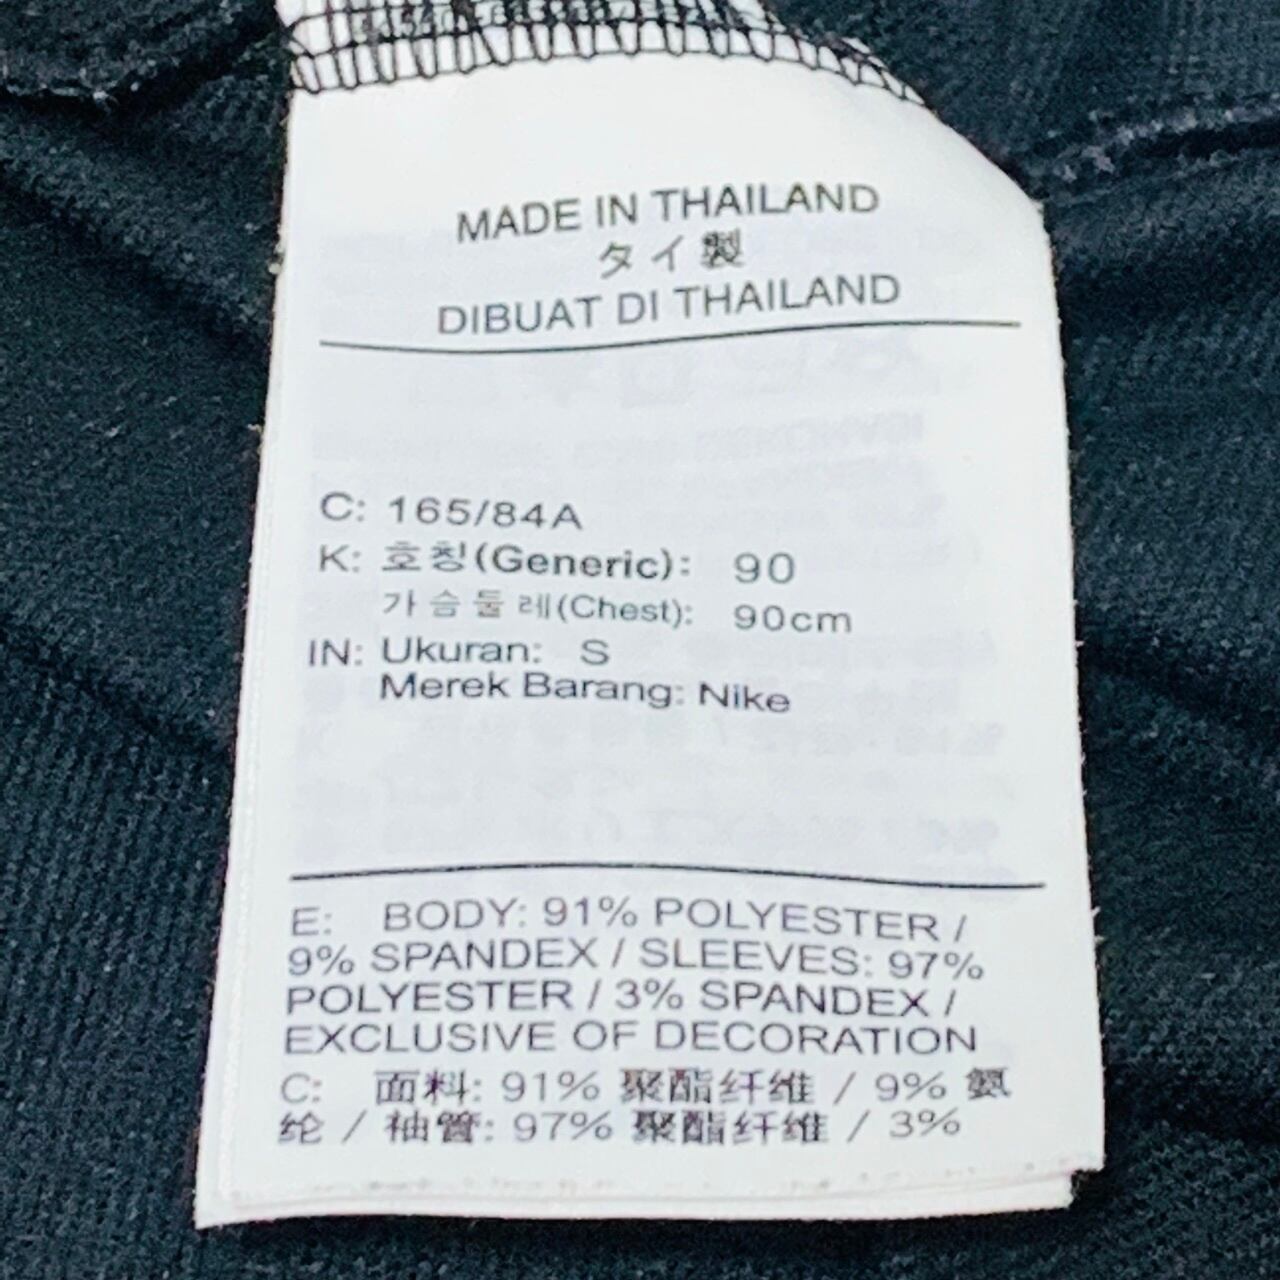 MADE IN THAILAND
タイ製
DIBUAT DI THAILAND
C: 165/84A
K: 호칭(Generic): 90
가슴둘레(Chest): 90cm
IN: Ukuran: S
Merek Barang: Nike
E: BODY: 91% POLYESTER /
9% SPANDEX / SLEEVES: 97%
POLYESTER / 3% SPANDEX /
EXCLUSIVE OF DECORATION
C: 面料: 91% 聚酯纤维 / 9% 氨
纶 / 袖管: 97% 聚酯纤维 / 3%